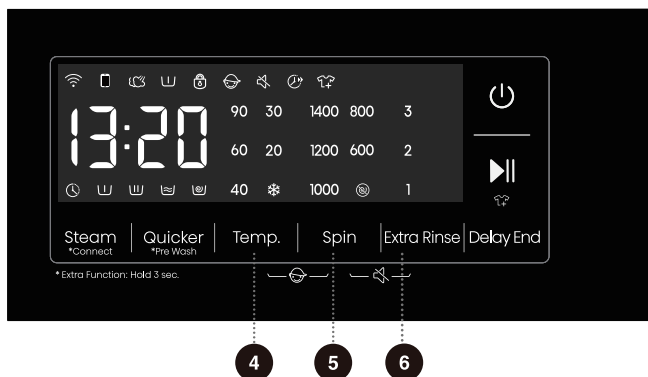 13:20
90 30 1400 800 3
60 20 1200 600 2
40 1000 1
Steam Quicker Temp. Spin Extra Rinse Delay End
*Connect *Pre Wash
* Extra Function: Hold 3 sec.
4 5 6